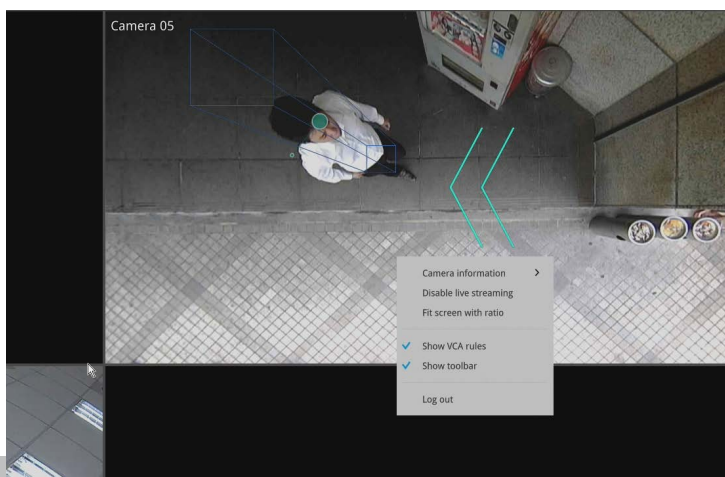 Camera 05
Camera information
Disable live streaming
Fit screen with ratio
Show VCA rules
Show toolbar
Log out